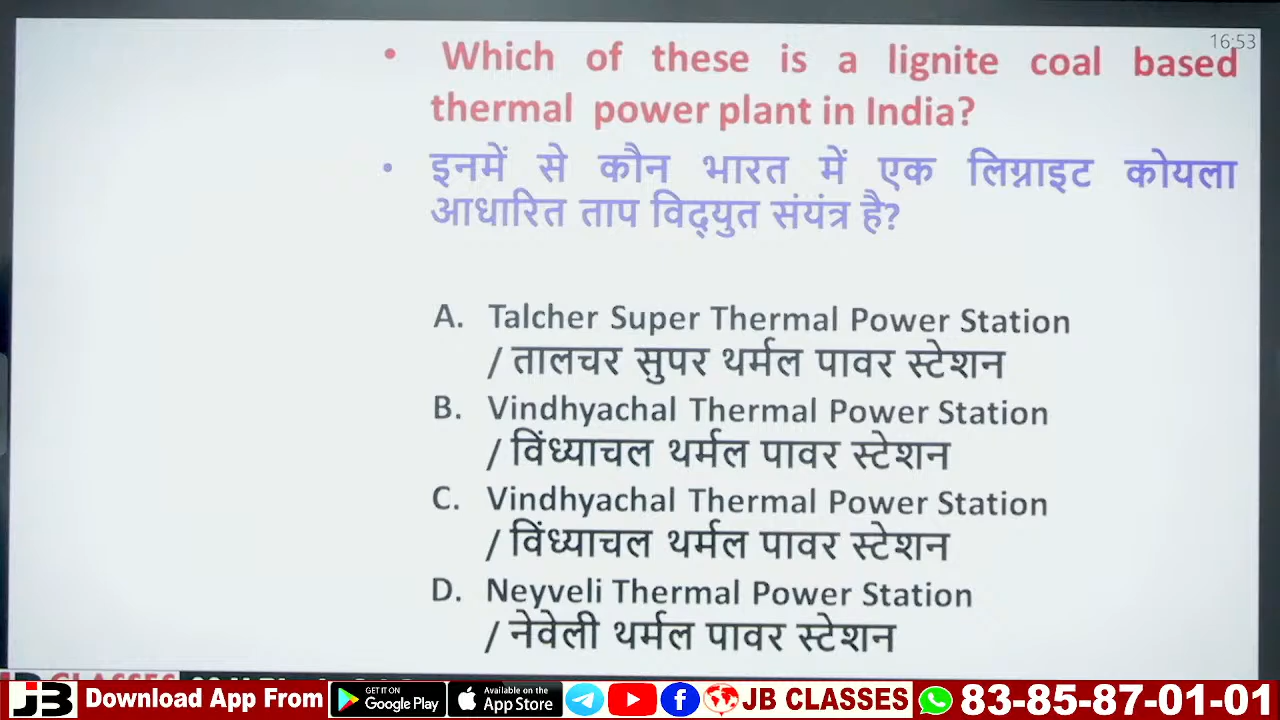 16:53
• Which of these is a lignite coal based
thermal power plant in India?
• इनमें से कौन भारत में एक लिग्नाइट कोयला
आधारित ताप विद्युत संयंत्र है?
A. Talcher Super Thermal Power Station
/ तालचर सुपर थर्मल पावर स्टेशन
B. Vindhyachal Thermal Power Station
/ विंध्याचल थर्मल पावर स्टेशन
C. Vindhyachal Thermal Power Station
/ विंध्याचल थर्मल पावर स्टेशन
D. Neyveli Thermal Power Station
/ नेवेली थर्मल पावर स्टेशन
JB Download App From GET IT ON Google Play Available on the App Store JB CLASSES 83-85-87-01-01